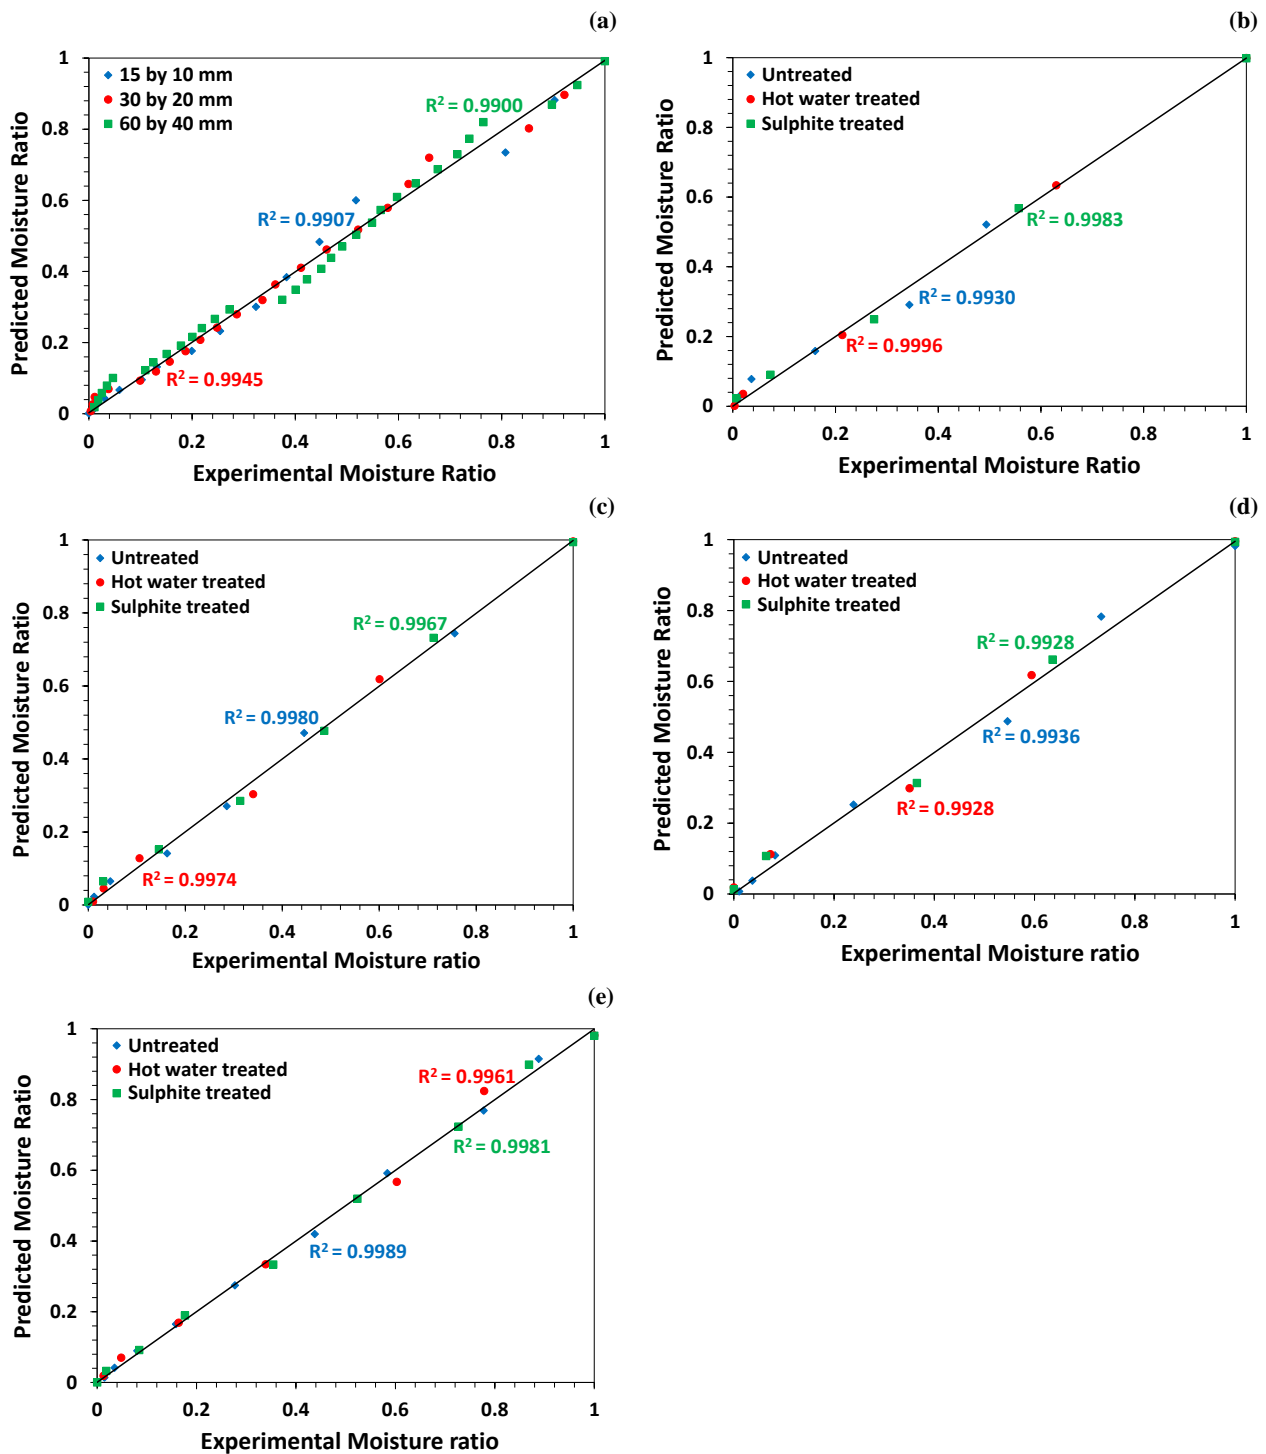 (a)
1
0.8
0.6
0.4
0.2
0
Predicted Moisture Ratio
15 by 10 mm
30 by 20 mm
60 by 40 mm
R² = 0.9900
R² = 0.9907
R² = 0.9945
0 0.2 0.4 0.6 0.8 1
Experimental Moisture Ratio
(b)
1
0.8
0.6
0.4
0.2
0
Predicted Moisture Ratio
Untreated
Hot water treated
Sulphite treated
R² = 0.9983
R² = 0.9930
R² = 0.9996
0 0.2 0.4 0.6 0.8 1
Experimental Moisture Ratio
(c)
1
0.8
0.6
0.4
0.2
0
Predicted Moisture Ratio
Untreated
Hot water treated
Sulphite treated
R² = 0.9967
R² = 0.9980
R² = 0.9974
0 0.2 0.4 0.6 0.8 1
Experimental Moisture ratio
(d)
1
0.8
0.6
0.4
0.2
0
Predicted Moisture Ratio
Untreated
Hot water treated
Sulphite treated
R² = 0.9928
R² = 0.9936
R² = 0.9928
0 0.2 0.4 0.6 0.8 1
Experimental Moisture ratio
(e)
1
0.8
0.6
0.4
0.2
0
Predicted Moisture Ratio
Untreated
Hot water treated
Sulphite treated
R² = 0.9961
R² = 0.9981
R² = 0.9989
0 0.2 0.4 0.6 0.8 1
Experimental Moisture ratio